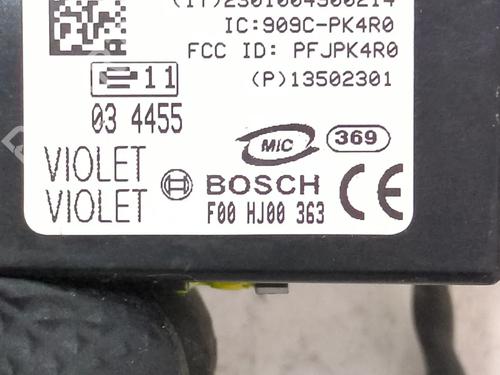 IC:909C-PK4R0
FCC ID: PFJPK4R0
(P)13502301
e 11
03 4455
MIC
369
VIOLET
VIOLET
BOSCH
CE
F00 HJ00 363